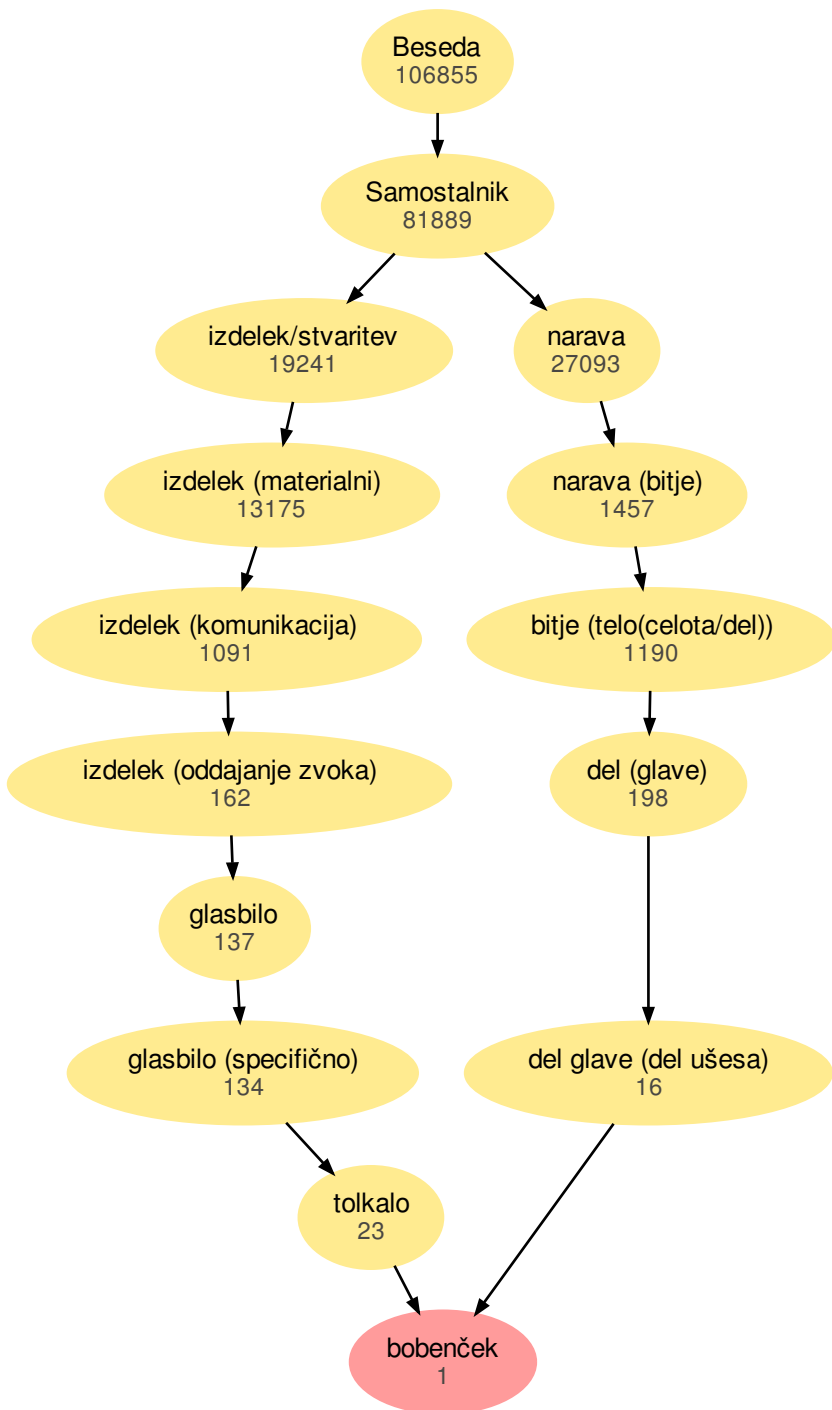 Beseda
106855
Samostalnik
81889
izdelek/stvaritev
19241
narava
27093
izdelek (materialni)
13175
narava (bitje)
1457
izdelek (komunikacija)
1091
bitje (telo(celota/del))
1190
izdelek (oddajanje zvoka)
162
del (glave)
198
glasbilo
137
glasbilo (specifično)
134
del glave (del ušesa)
16
tolkalo
23
bobenček
1